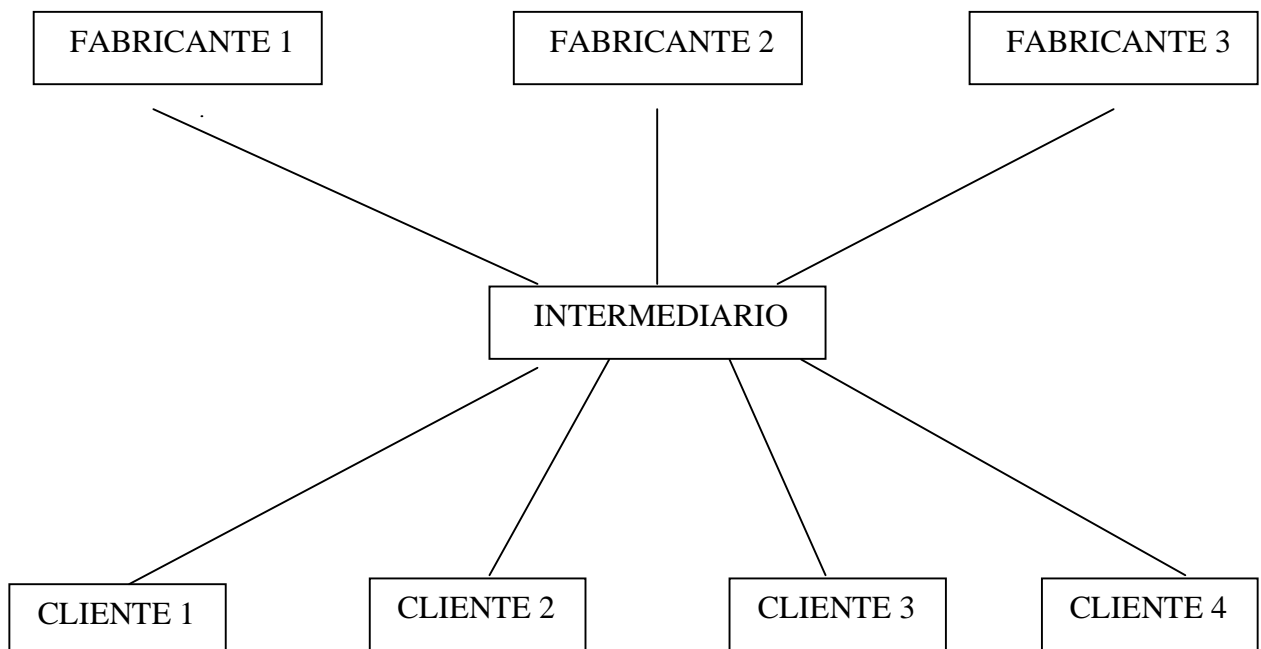 FABRICANTE 1
FABRICANTE 2
FABRICANTE 3
INTERMEDIARIO
CLIENTE 1
CLIENTE 2
CLIENTE 3
CLIENTE 4